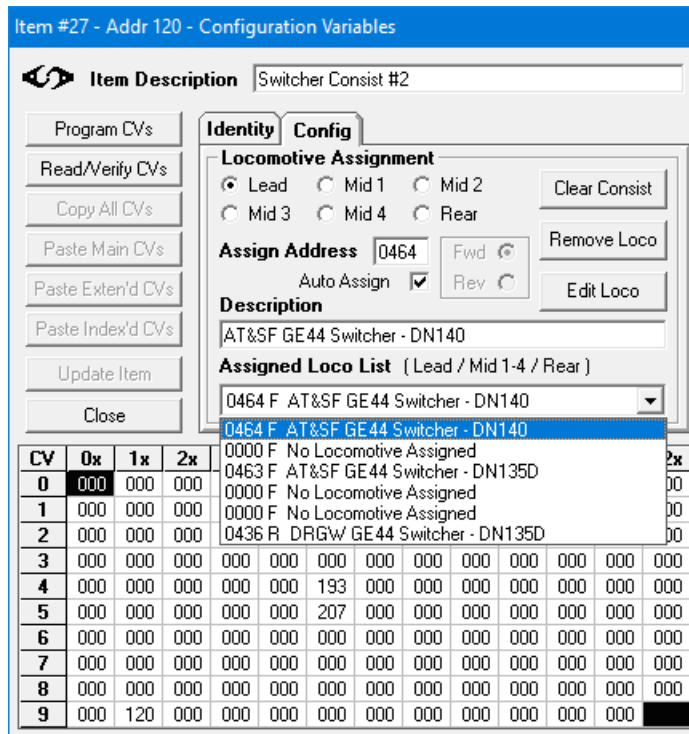 Item #27 - Addr 120 - Configuration Variables
Item Description Switcher Consist #2
Program CVs
Read/Verify CVs
Copy All CVs
Paste Main CVs
Paste Exten'd CVs
Paste Index'd CVs
Update Item
Close
Identity Config
Locomotive Assignment
Lead Mid 1 Mid 2
Mid 3 Mid 4 Rear
Clear Consist
Remove Loco
Edit Loco
Assign Address 0464 Fwd
Auto Assign Rev
Description
AT&SF GE44 Switcher - DN140
Assigned Loco List ( Lead / Mid 1-4 / Rear )
0464 F AT&SF GE44 Switcher - DN140
0464 F AT&SF GE44 Switcher - DN140
0000 F No Locomotive Assigned
0463 F AT&SF GE44 Switcher - DN135D
0000 F No Locomotive Assigned
0000 F No Locomotive Assigned
0436 R DRGW GE44 Switcher - DN135D
CV 0x 1x 2x
0 000 000 000
1 000 000 000
2 000 000 000
3 000 000 000 000 000 000 000 000 000 000 000 000 000
4 000 000 000 000 000 193 000 000 000 000 000 000 000
5 000 000 000 000 000 207 000 000 000 000 000 000 000
6 000 000 000 000 000 000 000 000 000 000 000 000 000
7 000 000 000 000 000 000 000 000 000 000 000 000 000
8 000 000 000 000 000 000 000 000 000 000 000 000 000
9 000 120 000 000 000 000 000 000 000 000 000 000